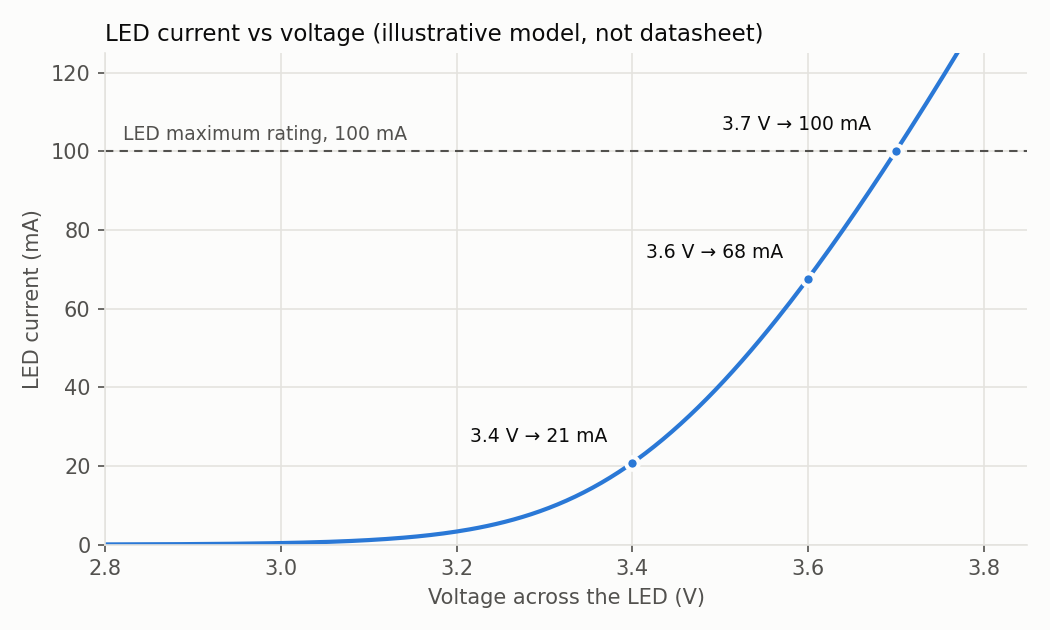 LED current vs voltage (illustrative model, not datasheet)
120
100
80
60
40
20
0
LED current (mA)
LED maximum rating, 100 mA
3.7 V → 100 mA
3.6 V → 68 mA
3.4 V → 21 mA
2.8 3.0 3.2 3.4 3.6 3.8
Voltage across the LED (V)